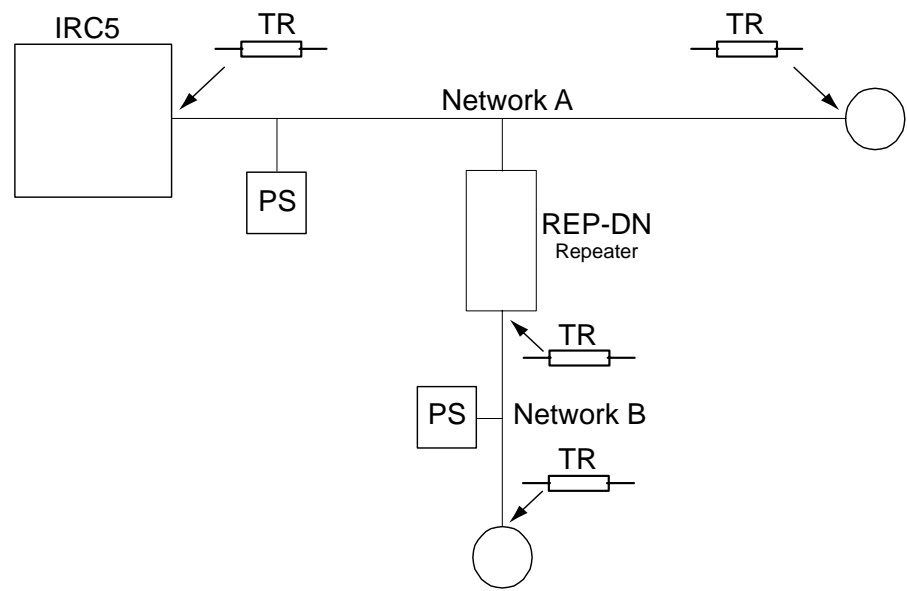 IRC5
TR
TR
Network A
PS
REP-DN
Repeater
TR
PS
Network B
TR